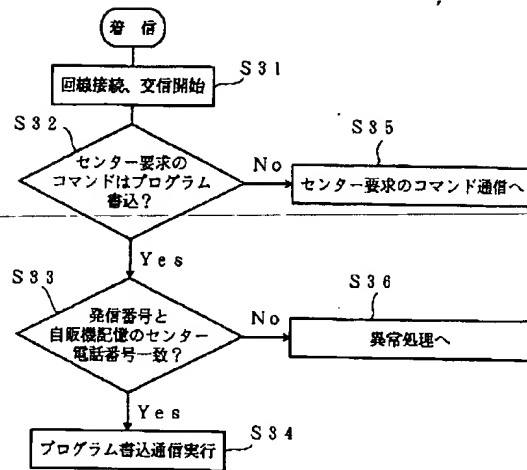 着 信
S31
回線接続、交信開始
S32
センター要求の
コマンドはプログラム
書込?
No
S35
センター要求のコマンド通信へ
Yes
S33
発信番号と
自販機記憶のセンター
電話番号一致?
No
S36
異常処理へ
Yes
S34
プログラム書込通信実行